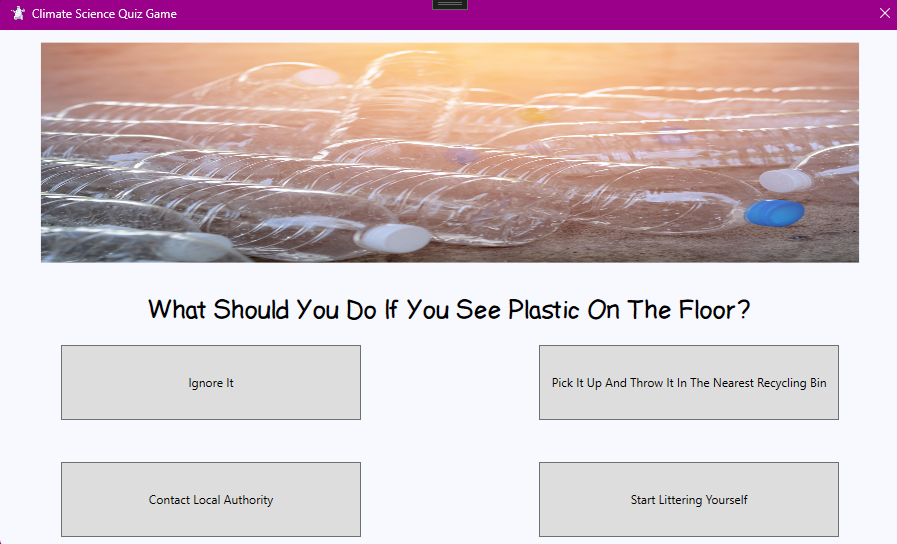 Climate Science Quiz Game
What Should You Do If You See Plastic On The Floor?
Ignore It
Pick It Up And Throw It In The Nearest Recycling Bin
Contact Local Authority
Start Littering Yourself